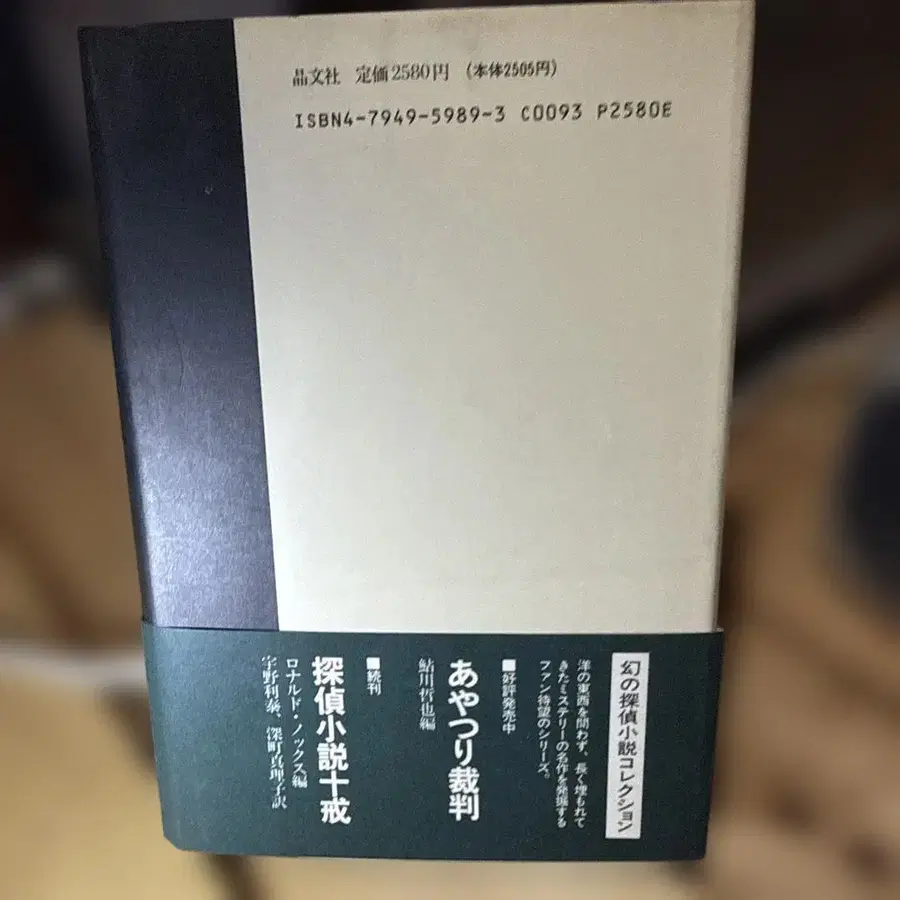 晶文社 定価2580円 (本体2505円)
ISBN4-7949-5989-3 C0093 P2580E
幻の探偵小説コレクション
洋の東西を問わず、長く埋もれて
きたミステリーの名作を発掘する
ファン待望のシリーズ。
■好評発売中
あやつり裁判
鮎川哲也編
■続刊
探偵小説十戒
ロナルド・ノックス編
宇野利泰、深町真理子訳